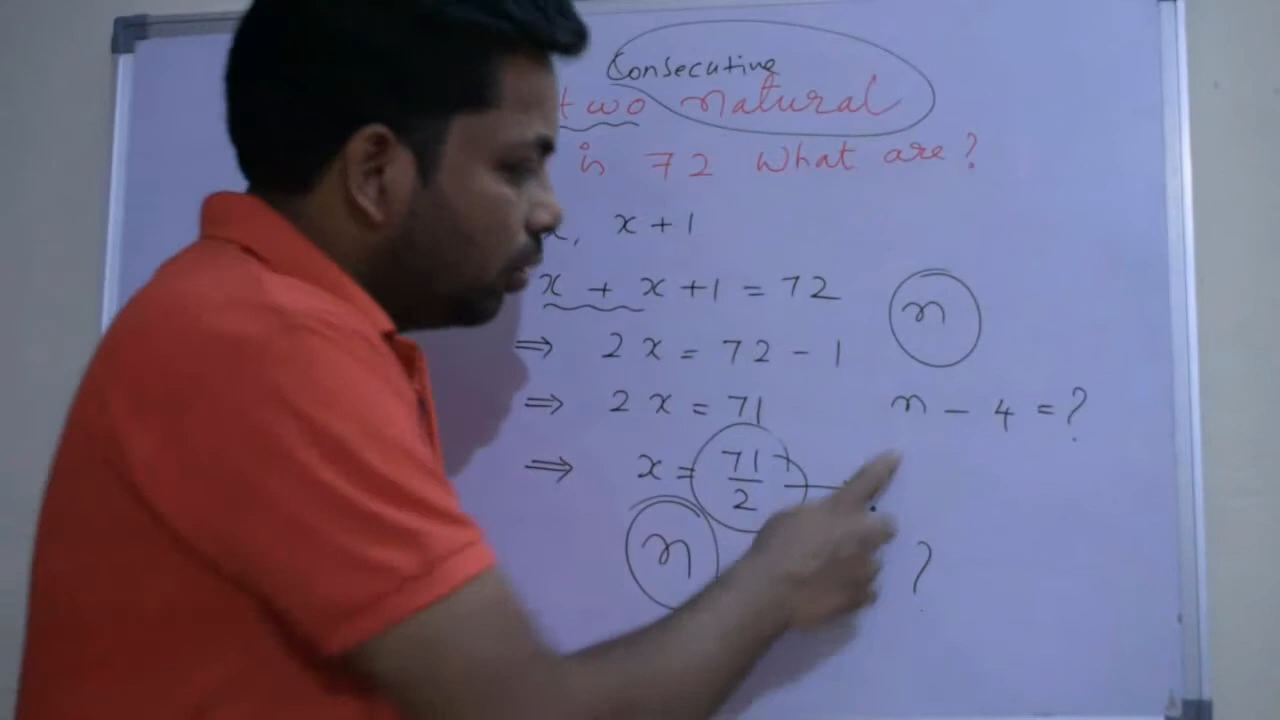 Consecutive
two natural
is 72 What are?
x, x+1
x + x +1 = 72
n
⇒ 2x = 72 - 1
⇒ 2x = 71
n - 4 = ?
⇒ x = 71/2
n
?